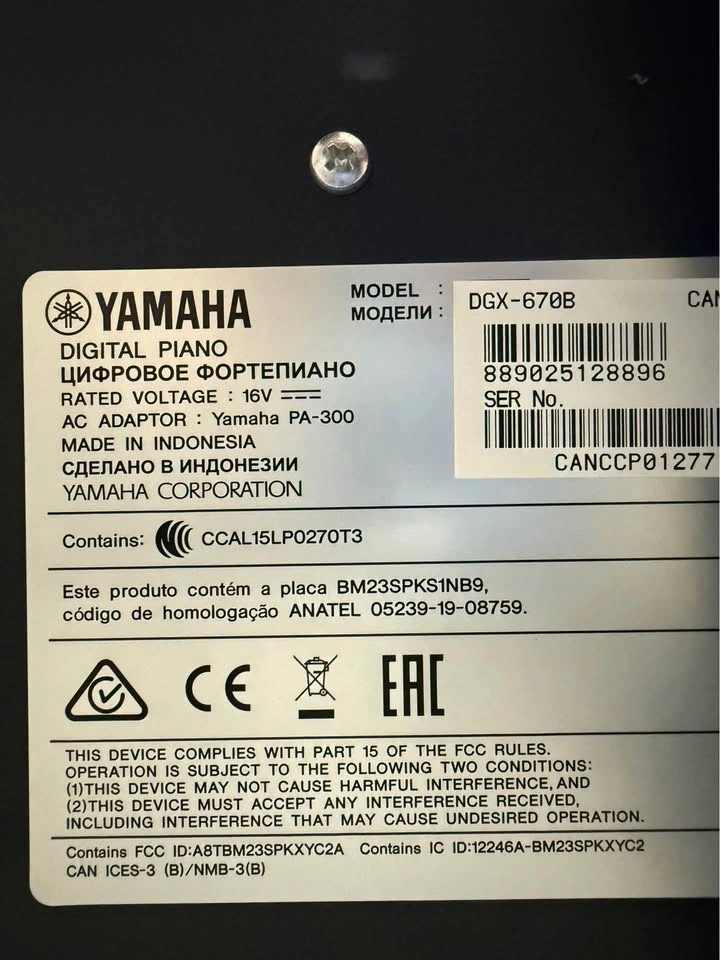 YAMAHA
DIGITAL PIANO
ЦИФРОВОЕ ФОРТЕПИАНО
RATED VOLTAGE : 16V
AC ADAPTOR : Yamaha PA-300
MADE IN INDONESIA
СДЕЛАНО В ИНДОНЕЗИИ
YAMAHA CORPORATION
MODEL :
МОДЕЛИ :
DGX-670B CAN
889025128896
SER No.
CANCCP01277
Contains: CCAL15LP0270T3
Este produto contém a placa BM23SPKS1NB9,
código de homologação ANATEL 05239-19-08759.
CE EAC
THIS DEVICE COMPLIES WITH PART 15 OF THE FCC RULES.
OPERATION IS SUBJECT TO THE FOLLOWING TWO CONDITIONS:
(1)THIS DEVICE MAY NOT CAUSE HARMFUL INTERFERENCE, AND
(2)THIS DEVICE MUST ACCEPT ANY INTERFERENCE RECEIVED,
INCLUDING INTERFERENCE THAT MAY CAUSE UNDESIRED OPERATION.
Contains FCC ID:A8TBM23SPKXYC2A Contains IC ID:12246A-BM23SPKXYC2
CAN ICES-3 (B)/NMB-3(B)